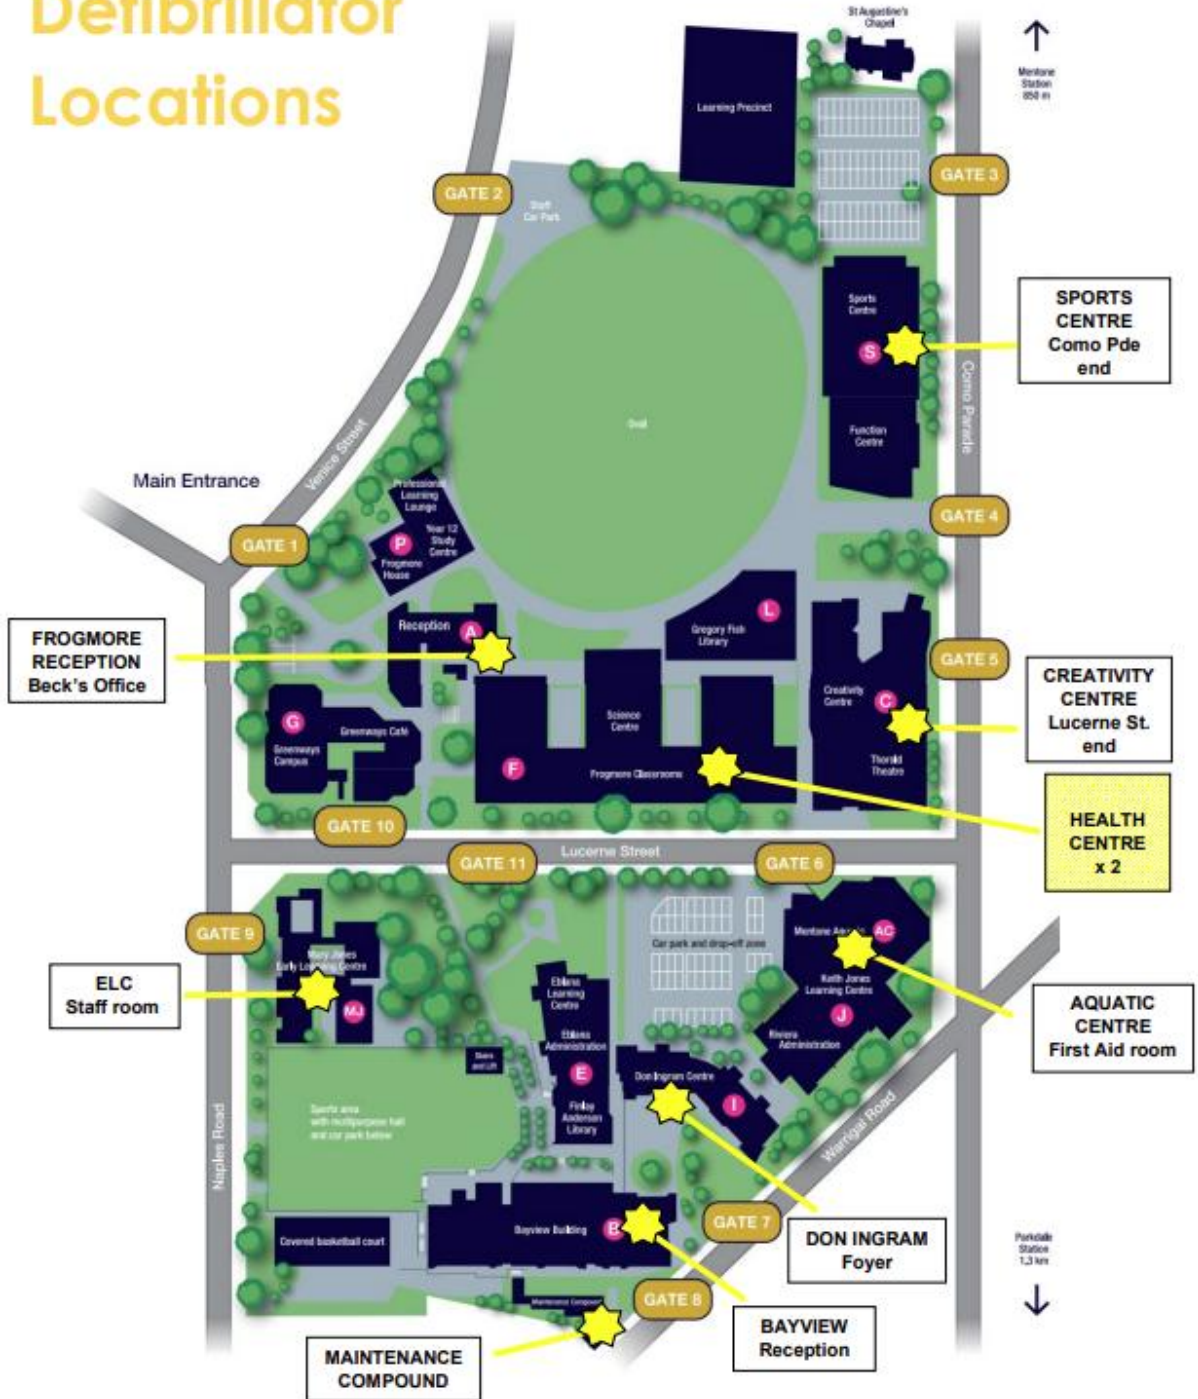 Defibrillator
Locations
St Augustine's
Chapel
Mentone
Station
850 m
Learning Precinct
GATE 3
GATE 2
Staff
Car Park
Sports
Centre
S
SPORTS
CENTRE
Como Pde
end
Como Parade
Oval
Function
Centre
Venice Street
Main Entrance
Professional
Learning
Lounge
Year 12
Study
Centre
P
Frogmore
House
GATE 4
GATE 1
L
Gregory Fish
Library
Reception
A
FROGMORE
RECEPTION
Beck's Office
GATE 5
CREATIVITY
CENTRE
Lucerne St.
end
Creativity
Centre
C
Thorold
Theatre
G
Greenways
Campus
Greenways Café
Science
Centre
F
Frogmore Classrooms
HEALTH
CENTRE
x 2
GATE 10
Lucerne Street
GATE 11
GATE 6
GATE 9
Mary Jones
Early Learning Centre
MJ
ELC
Staff room
Car park and drop-off zone
Mentone
AC
Keith Jones
Learning Centre
J
Riviera
Administration
AQUATIC
CENTRE
First Aid room
Eblana
Learning
Centre
Eblana
Administration
E
Finlay
Anderson
Library
Stairs
and Lift
Don Ingram Centre
I
Sports area
with multipurpose hall
and car park below
Naples Road
Warrigal Road
GATE 7
Bayview Building
B
Covered basketball court
DON INGRAM
Foyer
Parkdale
Station
1.3 km
Maintenance Compound
GATE 8
BAYVIEW
Reception
MAINTENANCE
COMPOUND